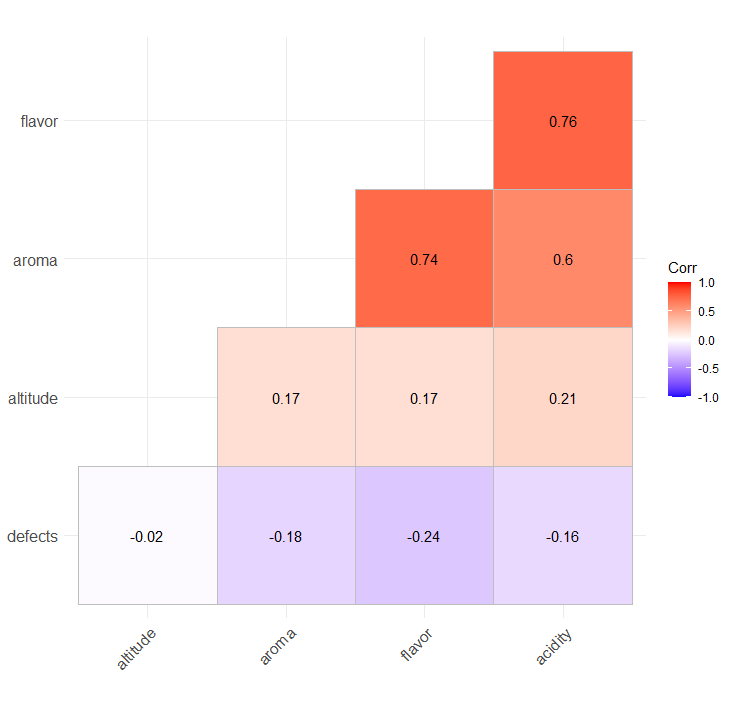 flavor
0.76
aroma
0.74 0.6
altitude
0.17 0.17 0.21
defects
-0.02 -0.18 -0.24 -0.16
altitude aroma flavor acidity
Corr
1.0
0.5
0.0
-0.5
-1.0